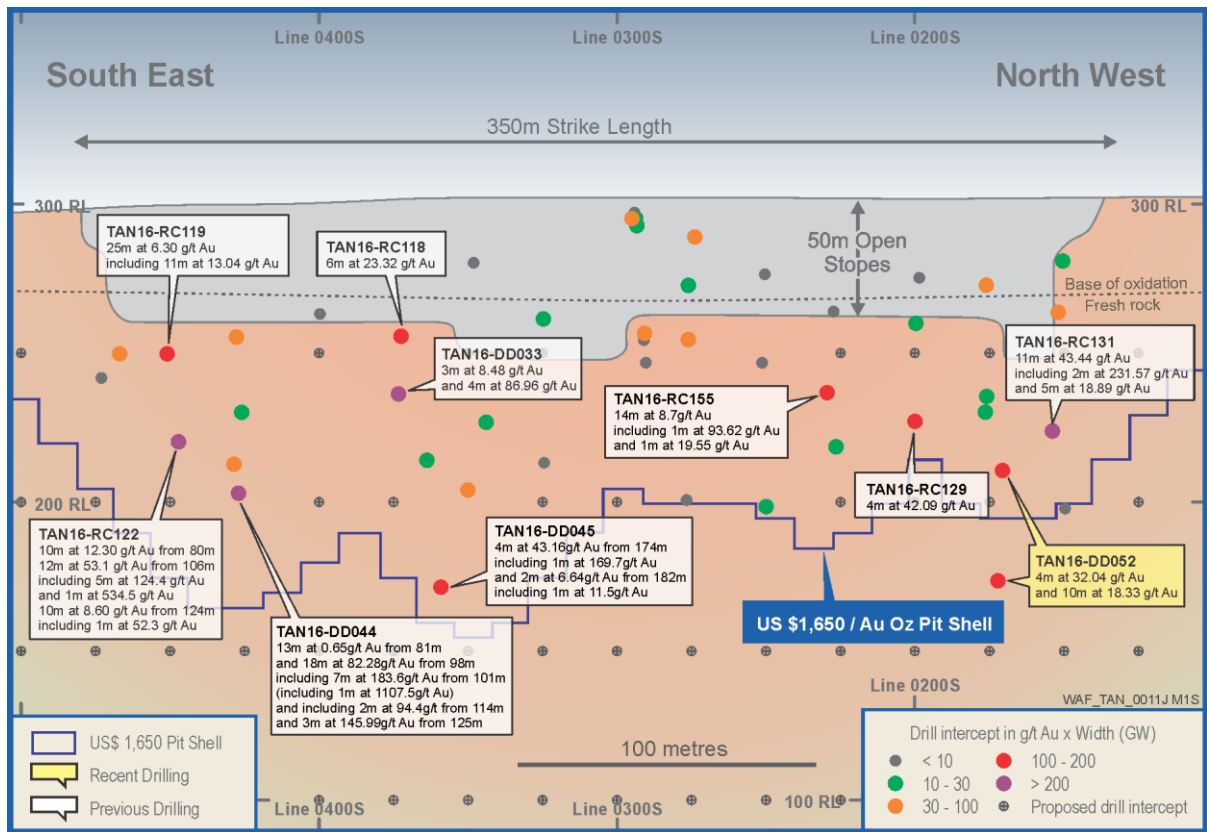 Line 0400S
Line 0300S
Line 0200S
South East
North West
350m Strike Length
300 RL
300 RL
TAN16-RC119
25m at 6.30 g/t Au
including 11m at 13.04 g/t Au
TAN16-RC118
6m at 23.32 g/t Au
50m Open
Stopes
Base of oxidation
Fresh rock
TAN16-DD033
3m at 8.48 g/t Au
and 4m at 86.96 g/t Au
TAN16-RC131
11m at 43.44 g/t Au
including 2m at 231.57 g/t Au
and 5m at 18.89 g/t Au
TAN16-RC155
14m at 8.7g/t Au
including 1m at 93.62 g/t Au
and 1m at 19.55 g/t Au
TAN16-RC129
4m at 42.09 g/t Au
200 RL
200 RL
TAN16-RC122
10m at 12.30 g/t Au from 80m
12m at 53.1 g/t Au from 106m
including 5m at 124.4 g/t Au
and 1m at 534.5 g/t Au
10m at 8.60 g/t Au from 124m
including 1m at 52.3 g/t Au
TAN16-DD045
4m at 43.16g/t Au from 174m
including 1m at 169.7g/t Au
and 2m at 6.64g/t Au from 182m
including 1m at 11.5g/t Au
TAN16-DD052
4m at 32.04 g/t Au
and 10m at 18.33 g/t Au
TAN16-DD044
13m at 0.65g/t Au from 81m
and 18m at 82.28g/t Au from 98m
including 7m at 183.6g/t Au from 101m
(including 1m at 1107.5g/t Au)
and including 2m at 94.4g/t from 114m
and 3m at 145.99g/t Au from 125m
US $1,650 / Au Oz Pit Shell
Line 0200S
WAF_TAN_0011J M1S
US$ 1,650 Pit Shell
Recent Drilling
Previous Drilling
100 metres
Line 0400S
Line 0300S
100 RL
Drill intercept in g/t Au x Width (GW)
< 10
100 - 200
10 - 30
> 200
30 - 100
Proposed drill intercept